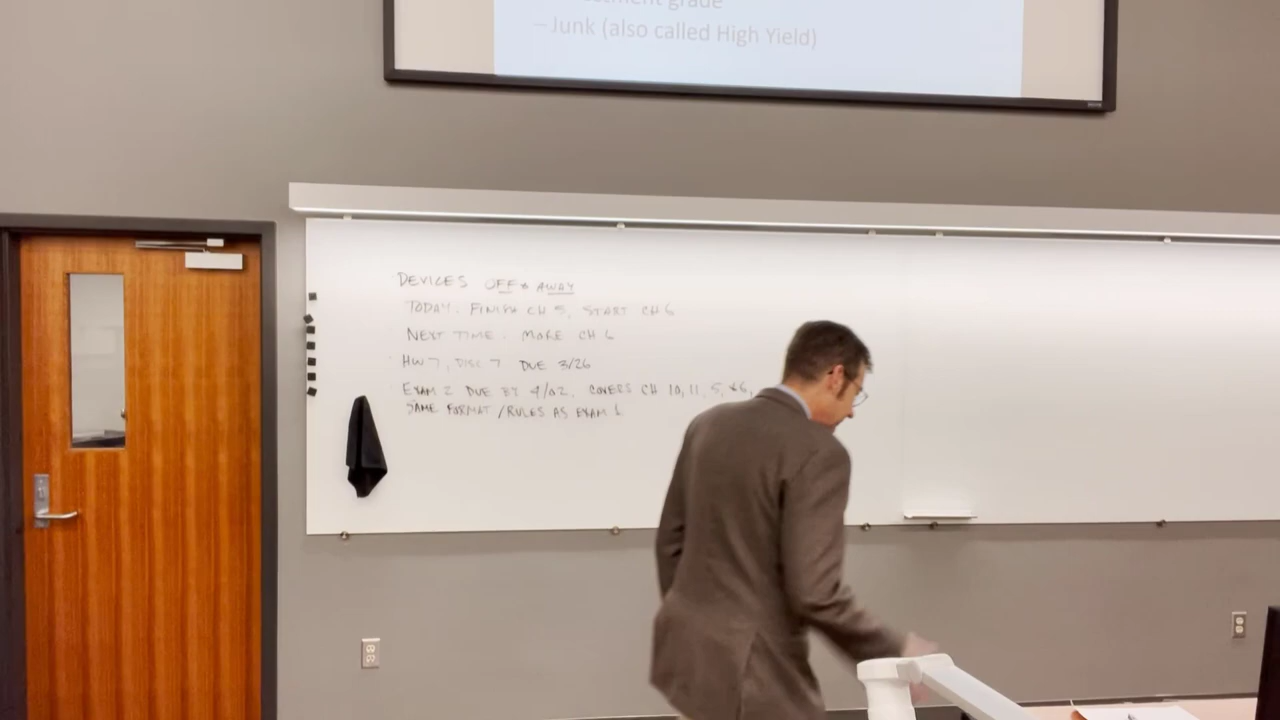 grade
– Junk (also called High Yield)
DEVICES OFF & AWAY
TODAY: FINISH CH 5, START CH 6
NEXT TIME: MORE CH 6
HW 7, DISC 7 DUE 3/26
EXAM 2 DUE BY 4/02, COVERS CH 10, 11, 5, +6,
SAME FORMAT/RULES AS EXAM 1